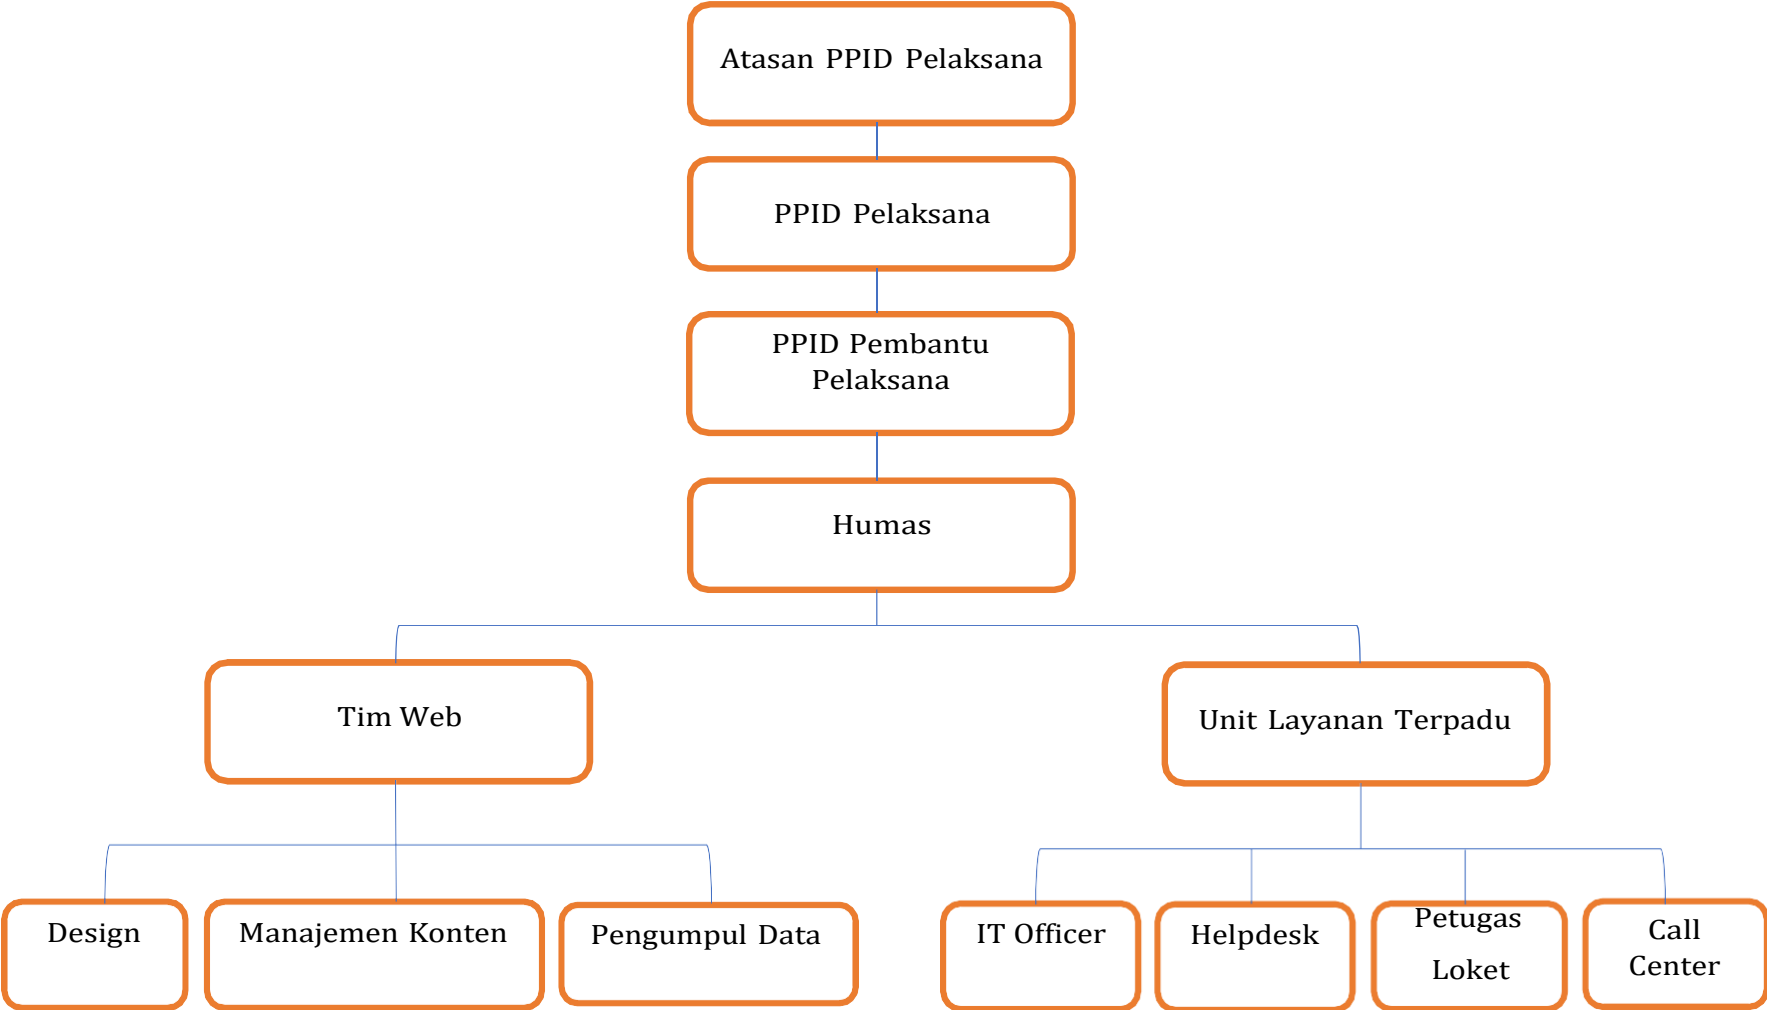 Atasan PPID Pelaksana
PPID Pelaksana
PPID Pembantu
Pelaksana
Humas
Tim Web
Unit Layanan Terpadu
Design
Manajemen Konten
Pengumpul Data
IT Officer
Helpdesk
Petugas
Loket
Call
Center